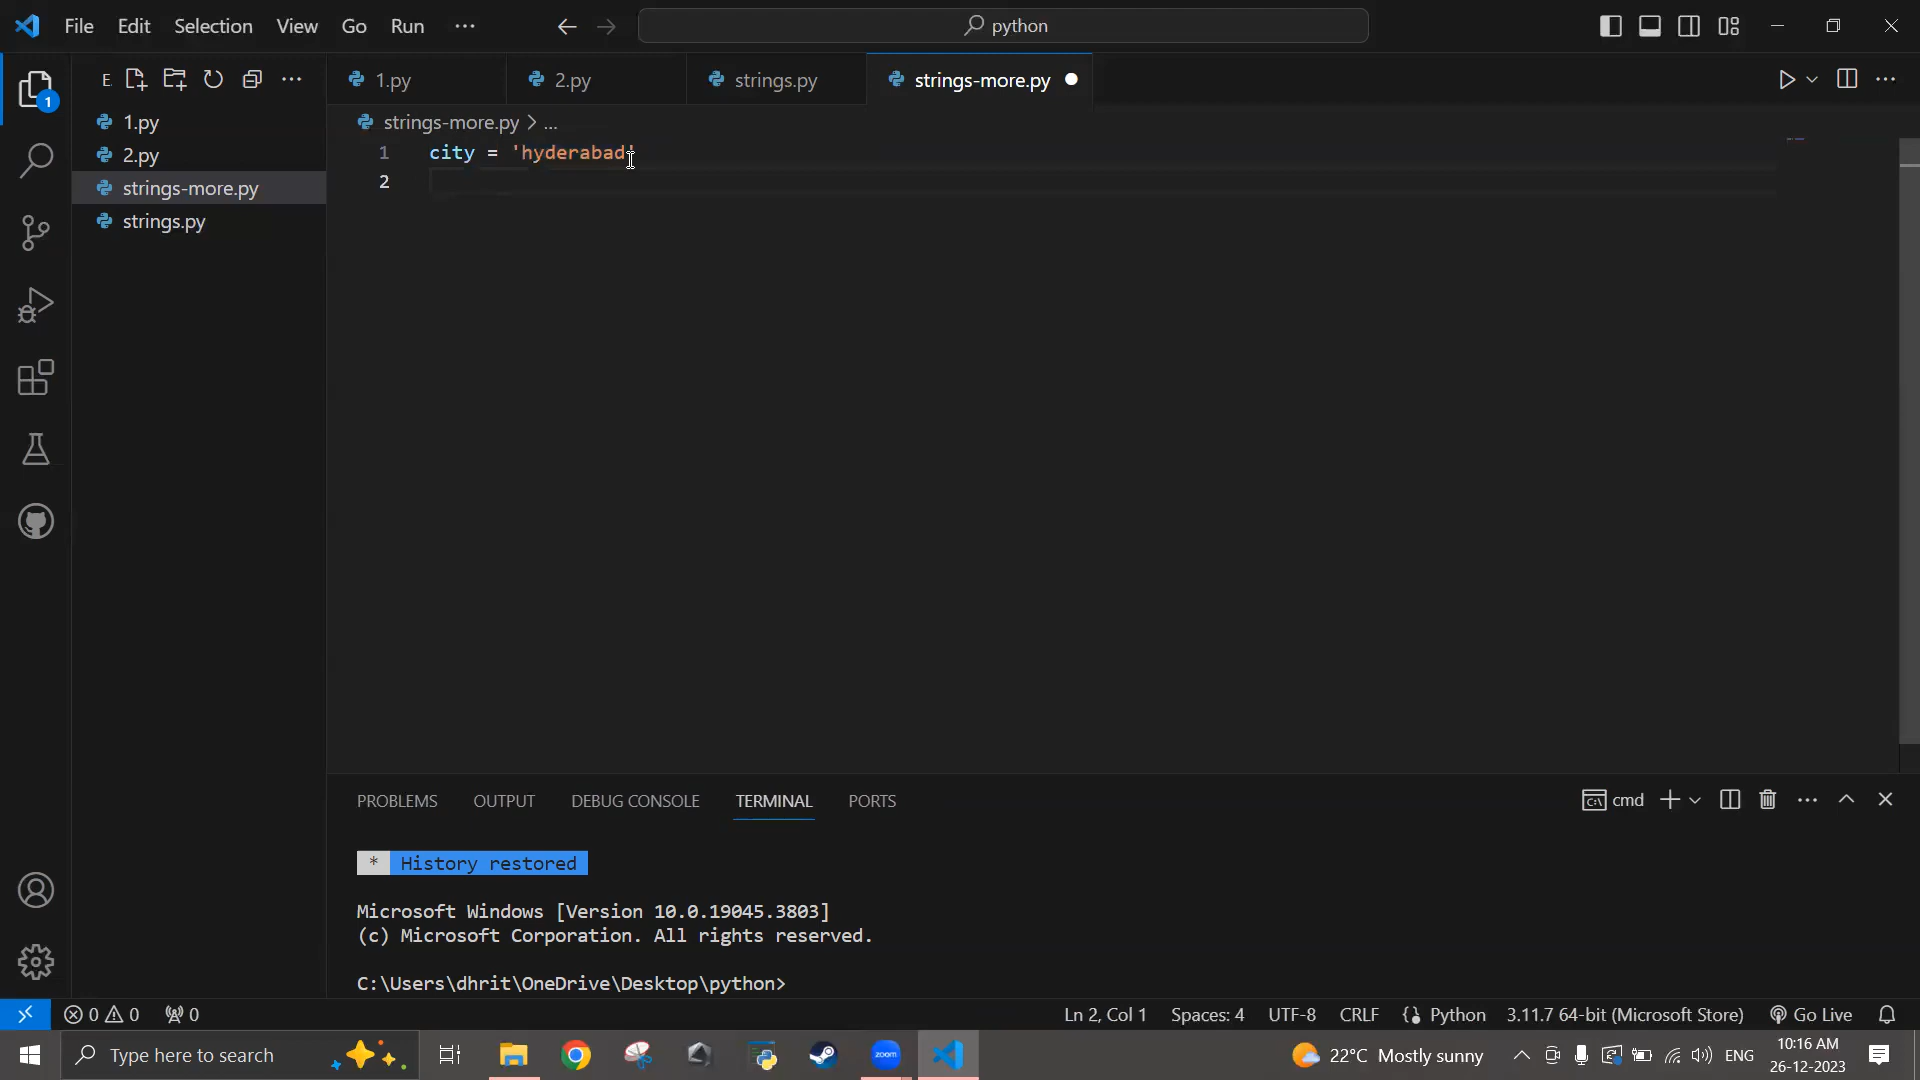 File Edit Selection View Go Run ...
python
E
1.py
2.py
strings-more.py
strings.py
1
1.py
2.py
strings.py
strings-more.py
strings-more.py > ...
1 city = 'hyderabad'
2
PROBLEMS OUTPUT DEBUG CONSOLE TERMINAL PORTS
cmd
* History restored
Microsoft Windows [Version 10.0.19045.3803]
(c) Microsoft Corporation. All rights reserved.
C:\Users\dhrit\OneDrive\Desktop\python>
0 0 0
Ln 2, Col 1 Spaces: 4 UTF-8 CRLF Python 3.11.7 64-bit (Microsoft Store) Go Live
Type here to search
zoom
22°C Mostly sunny
ENG
10:16 AM
26-12-2023